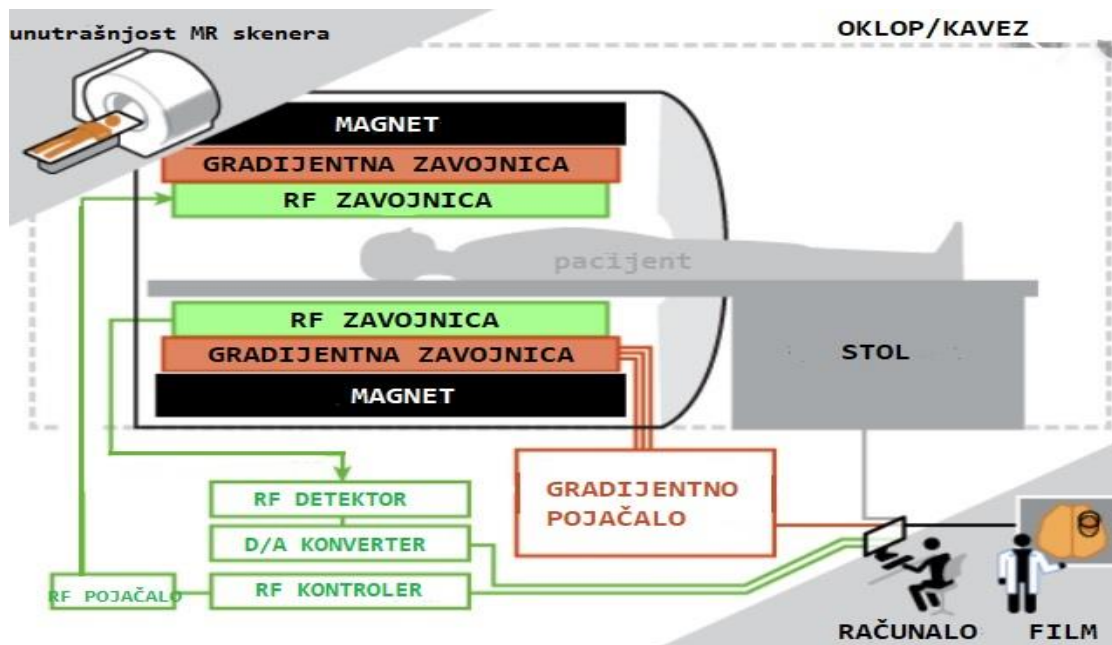 unutrašnjost MR skenera
OKLOP/KAVEZ
MAGNET
GRADIJENTNA ZAVOJNICA
RF ZAVOJNICA
pacijent
RF ZAVOJNICA
GRADIJENTNA ZAVOJNICA
STOL
MAGNET
GRADIJENTNO
POJAČALO
RF DETEKTOR
D/A KONVERTER
RF POJAČALO
RF KONTROLER
RAČUNALO
FILM